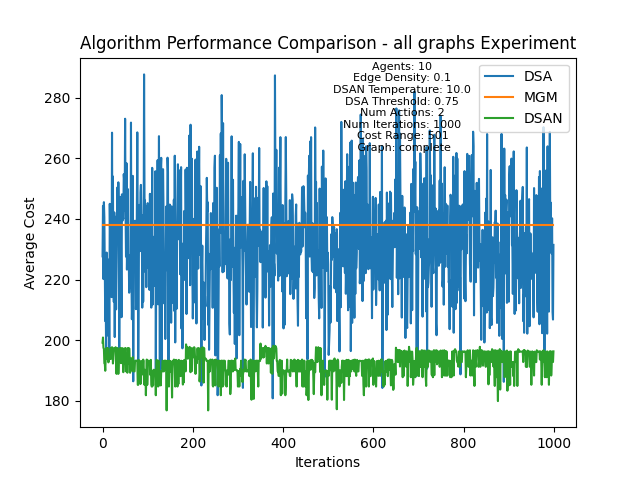 Algorithm Performance Comparison - all graphs Experiment
Agents: 10
Edge Density: 0.1
DSAN Temperature: 10.0
DSA Threshold: 0.75
Num Actions: 2
Num Iterations: 1000
Cost Range: 501
Graph: complete
DSA
MGM
DSAN
Average Cost
280
260
240
220
200
180
0
200
400
600
800
1000
Iterations